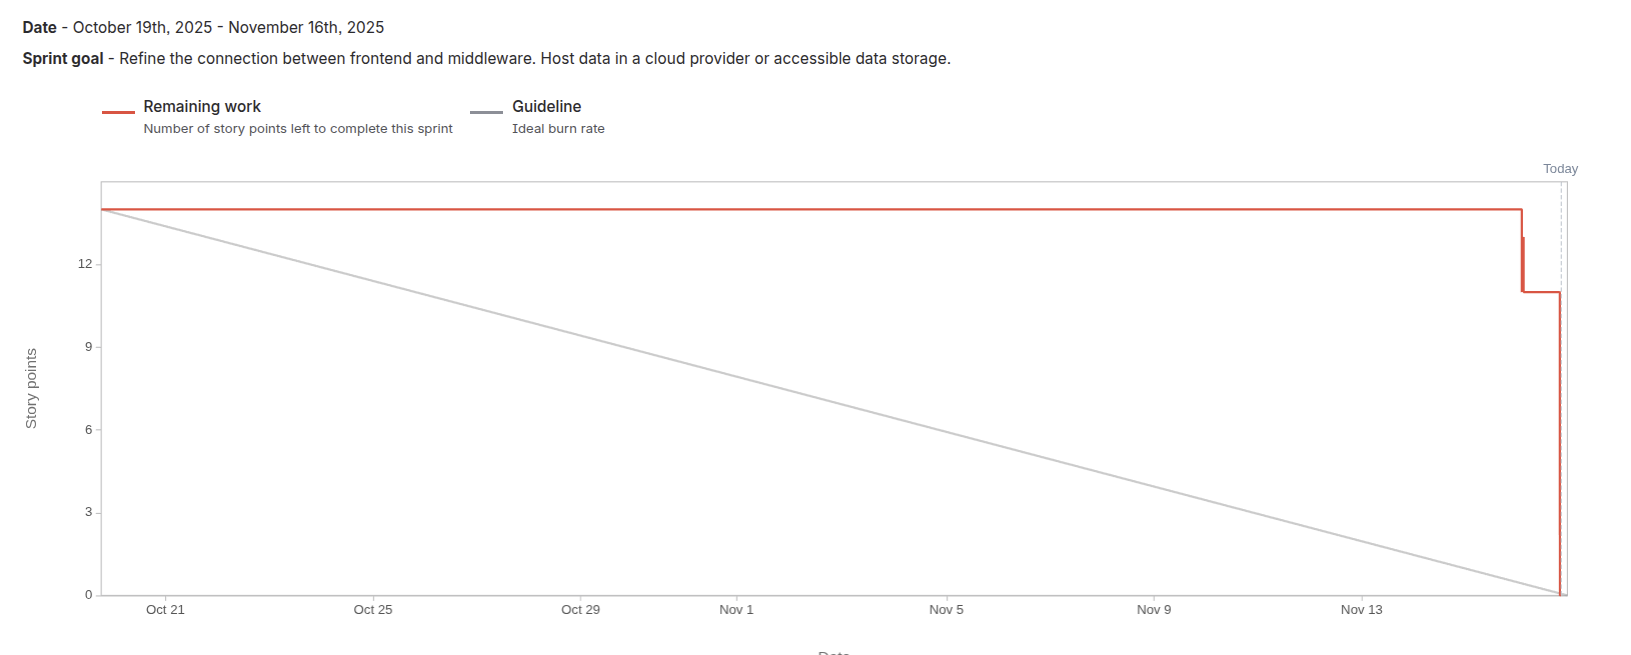 Date - October 19th, 2025 - November 16th, 2025
Sprint goal - Refine the connection between frontend and middleware. Host data in a cloud provider or accessible data storage.
Remaining work
Number of story points left to complete this sprint
Guideline
Ideal burn rate
Today
Story points
12
9
6
3
0
Oct 21
Oct 25
Oct 29
Nov 1
Nov 5
Nov 9
Nov 13